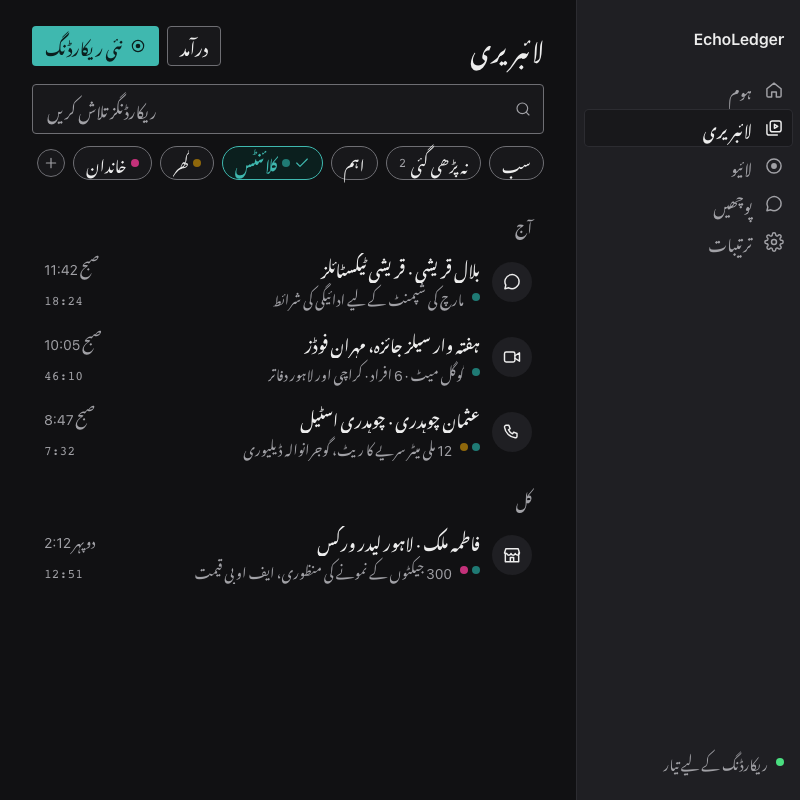 EchoLedger
ہوم
لائبریری
لائیو
پوچھیں
ترتیبات
ریکارڈنگ کے لیے تیار
لائبریری
درآمد
نئی ریکارڈنگ
ریکارڈنگز تلاش کریں
سب
نہ پڑھی گئی 2
اہم
کلائنٹس
گھر
خاندان
آج
بلال قریشی · قریشی ٹیکسٹائلز
صبح 11:42
مارچ کی شپمنٹ کے لیے ادائیگی کی شرائط
18:24
ہفتہ وار سیلز جائزہ، مہران فوڈز
صبح 10:05
گوگل میٹ · 6 افراد · کراچی اور لاہور دفاتر
46:10
عثمان چوہدری · چوہدری اسٹیل
صبح 8:47
12 ملی میٹر سریے کا ریٹ، گوجرانوالہ ڈیلیوری
7:32
کل
فاطمہ ملک · لاہور لیدر ورکس
دوپہر 2:12
300 جیکٹوں کے نمونے کی منظوری، ایف او بی قیمت
12:51